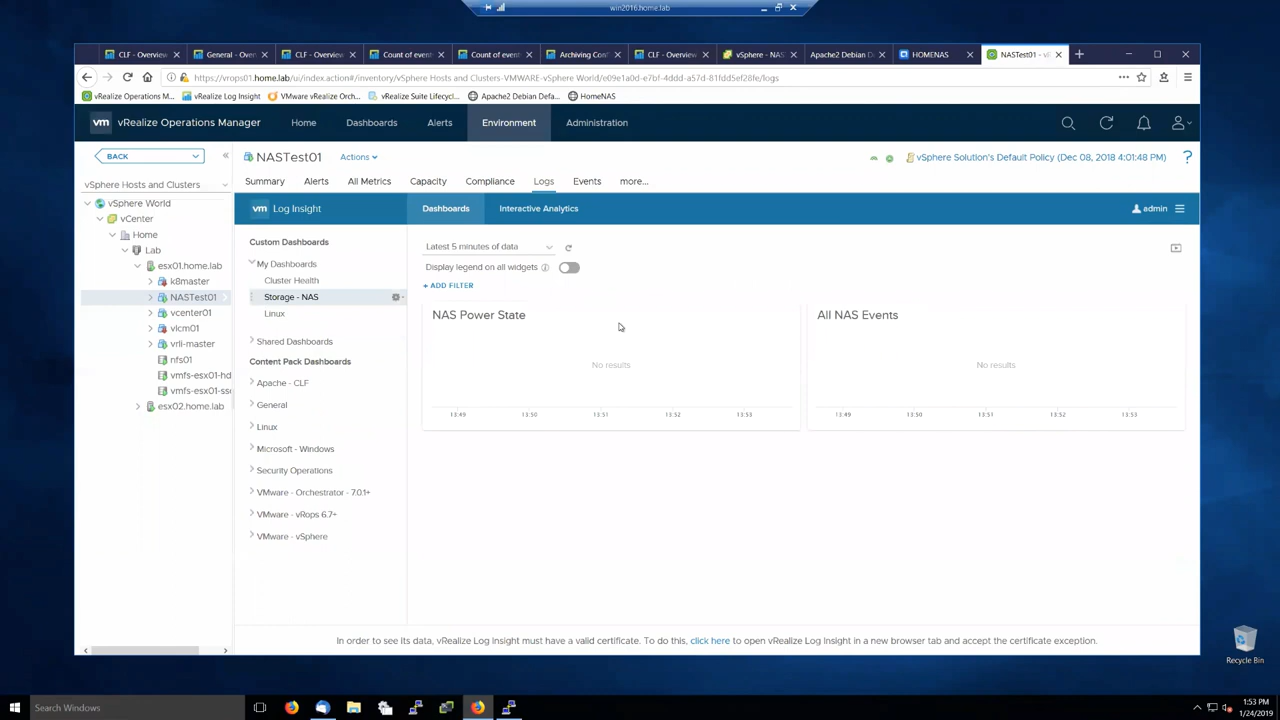 win2016.home.lab
CLF - Overview
General - Over
CLF - Overview
Count of event
Count of event
Archiving Conf
CLF - Overview
vSphere - NAS
Apache2 Debian D
HOMENAS
NASTest01 - vR
https://vrops01.home.lab/ui/index.action#/inventory/vSphere Hosts and Clusters-VMWARE-vSphere World/e09e1a0d-e7bf-4ddd-a57d-81fdd5ef28fe/logs
vRealize Operations M...
vRealize Log Insight
VMware vRealize Orch...
vRealize Suite Lifecycl...
Apache2 Debian Defa...
HomeNAS
vm
vRealize Operations Manager
Home
Dashboards
Alerts
Environment
Administration
BACK
NASTest01
Actions
vSphere Solution's Default Policy (Dec 08, 2018 4:01:48 PM)
?
vSphere Hosts and Clusters
Summary
Alerts
All Metrics
Capacity
Compliance
Logs
Events
more...
vSphere World
vCenter
Home
Lab
esx01.home.lab
k8master
NASTest01
vcenter01
vlcm01
vrli-master
nfs01
vmfs-esx01-hd
vmfs-esx01-ss
esx02.home.lab
vm
Log Insight
Dashboards
Interactive Analytics
admin
Custom Dashboards
My Dashboards
Cluster Health
Storage - NAS
Linux
Shared Dashboards
Content Pack Dashboards
Apache - CLF
General
Linux
Microsoft - Windows
Security Operations
VMware - Orchestrator - 7.0.1+
VMware - vRops 6.7+
VMware - vSphere
Latest 5 minutes of data
Display legend on all widgets
+ ADD FILTER
NAS Power State
No results
13:49 13:50 13:51 13:52 13:53
All NAS Events
No results
13:49 13:50 13:51 13:52 13:53
In order to see its data, vRealize Log Insight must have a valid certificate. To do this, click here to open vRealize Log Insight in a new browser tab and accept the certificate exception.
Recycle Bin
Search Windows
1:53 PM
1/24/2019